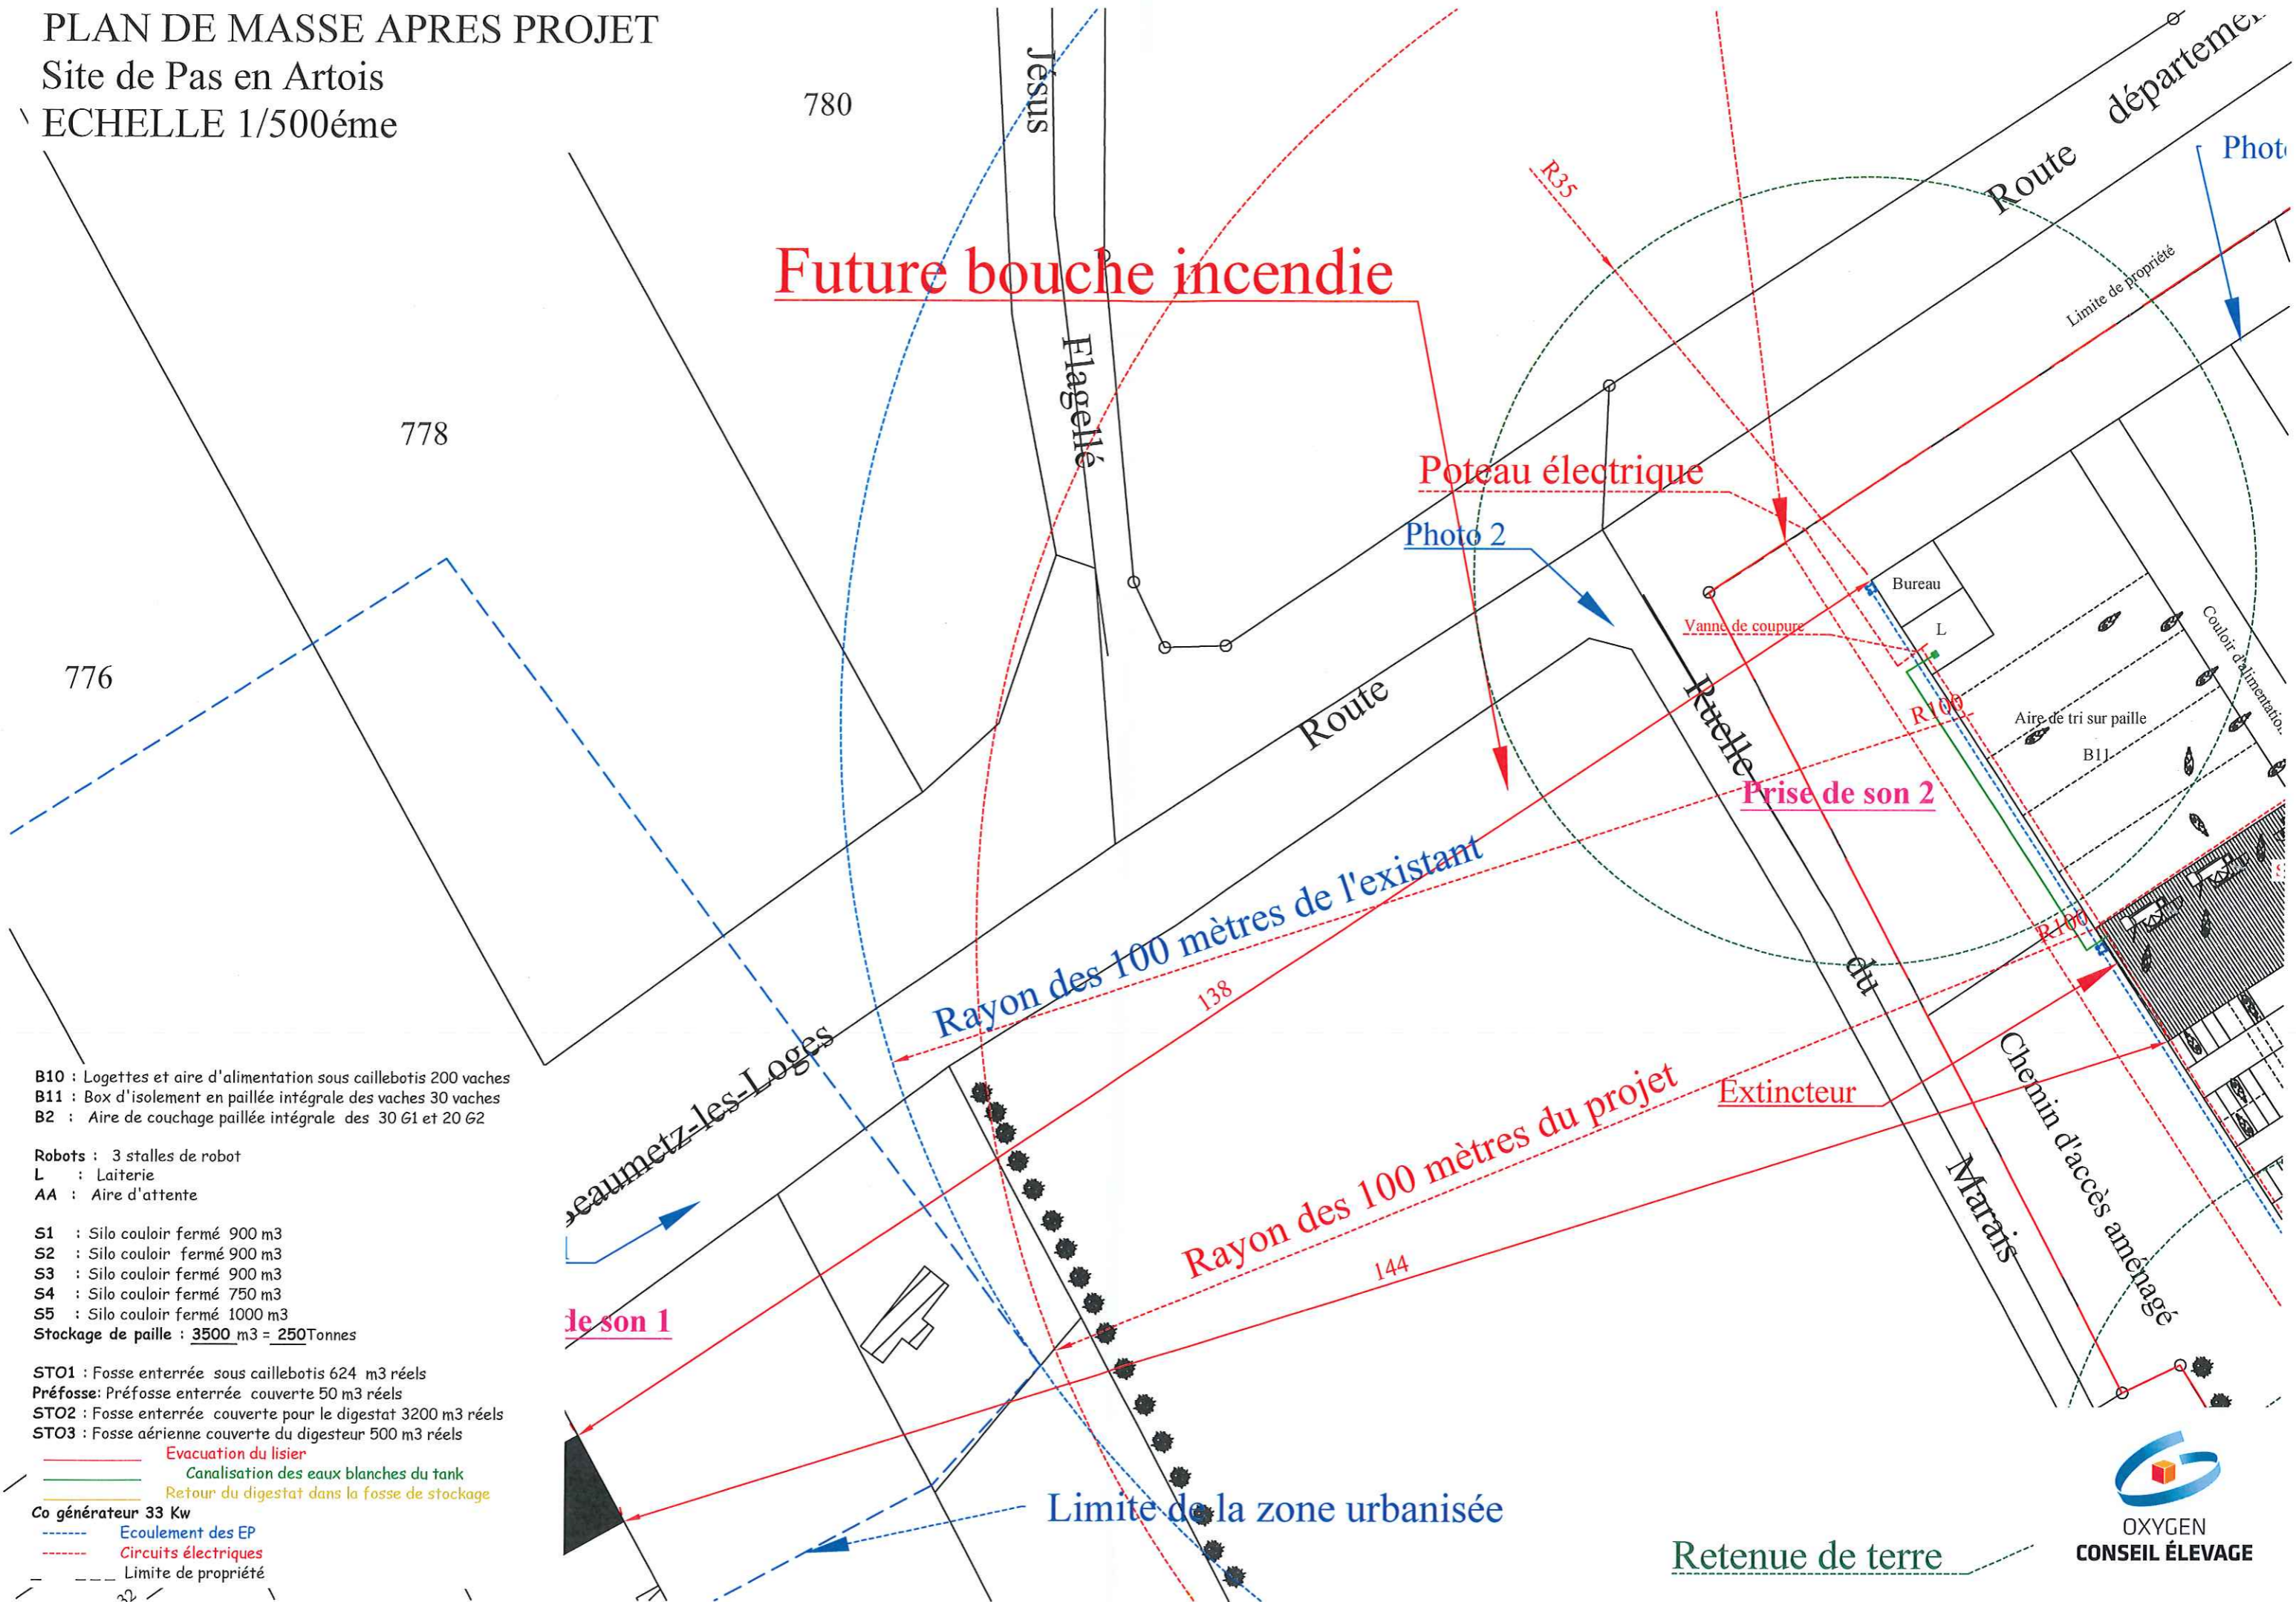 PLAN DE MASSE APRES PROJET
Site de Pas en Artois
ECHELLE 1/500éme
780
778
776
Jésus
Flagellé
Future bouche incendie
R35
Route
Limite de propriété
Poteau électrique
Photo 2
Vanne de coupure
Bureau
L
Couloir d'alimentation
Aire de tri sur paille
B11
R100
Prise de son 2
Route
Ruelle
du
Marais
R100
Rayon des 100 mètres de l'existant
138
Rayon des 100 mètres du projet
144
Extincteur
Chemin d'accès aménagé
eaumetz-les-Loges
de son 1
Limite de la zone urbanisée
Retenue de terre
OXYGEN
CONSEIL ÉLEVAGE
B10 : Logettes et aire d'alimentation sous caillebotis 200 vaches
B11 : Box d'isolement en paillée intégrale des vaches 30 vaches
B2 : Aire de couchage paillée intégrale des 30 G1 et 20 G2
Robots : 3 stalles de robot
L : Laiterie
AA : Aire d'attente
S1 : Silo couloir fermé 900 m3
S2 : Silo couloir fermé 900 m3
S3 : Silo couloir fermé 900 m3
S4 : Silo couloir fermé 750 m3
S5 : Silo couloir fermé 1000 m3
Stockage de paille : 3500 m3 = 250Tonnes
STO1 : Fosse enterrée sous caillebotis 624 m3 réels
Préfosse: Préfosse enterrée couverte 50 m3 réels
STO2 : Fosse enterrée couverte pour le digestat 3200 m3 réels
STO3 : Fosse aérienne couverte du digesteur 500 m3 réels
Evacuation du lisier
Canalisation des eaux blanches du tank
Retour du digestat dans la fosse de stockage
Co générateur 33 Kw
Ecoulement des EP
Circuits électriques
Limite de propriété
32